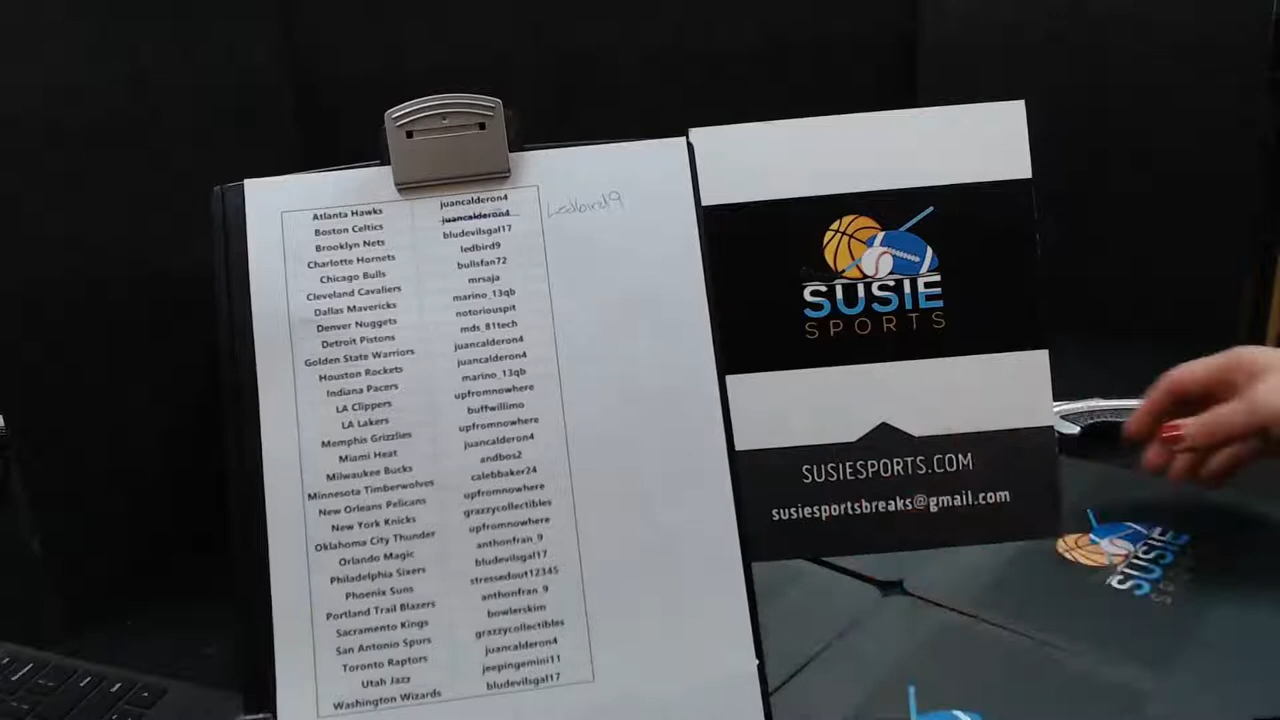 Atlanta Hawks juancalderon4
Boston Celtics juancalderon4 Ledbird9
Brooklyn Nets bludevilsgal17
Charlotte Hornets ledbird9
Chicago Bulls bullsfan72
Cleveland Cavaliers mrsaja
Dallas Mavericks marino_13qb
Denver Nuggets notoriouspit
Detroit Pistons mds_81tech
Golden State Warriors juancalderon4
Houston Rockets juancalderon4
Indiana Pacers marino_13qb
LA Clippers upfromnowhere
LA Lakers buffwillimo
Memphis Grizzlies upfromnowhere
Miami Heat juancalderon4
Milwaukee Bucks andbos2
Minnesota Timberwolves calebbaker24
New Orleans Pelicans upfromnowhere
New York Knicks grazzycollectibles
Oklahoma City Thunder upfromnowhere
Orlando Magic anthonfran_9
Philadelphia Sixers bludevilsgal17
Phoenix Suns stressedout12345
Portland Trail Blazers anthonfran_9
Sacramento Kings bowlerskim
San Antonio Spurs grazzycollectibles
Toronto Raptors juancalderon4
Utah Jazz jeepingemini11
Washington Wizards bludevilsgal17
SUSIE
SPORTS
SUSIESPORTS.COM
susiesportsbreaks@gmail.com
SUSIE